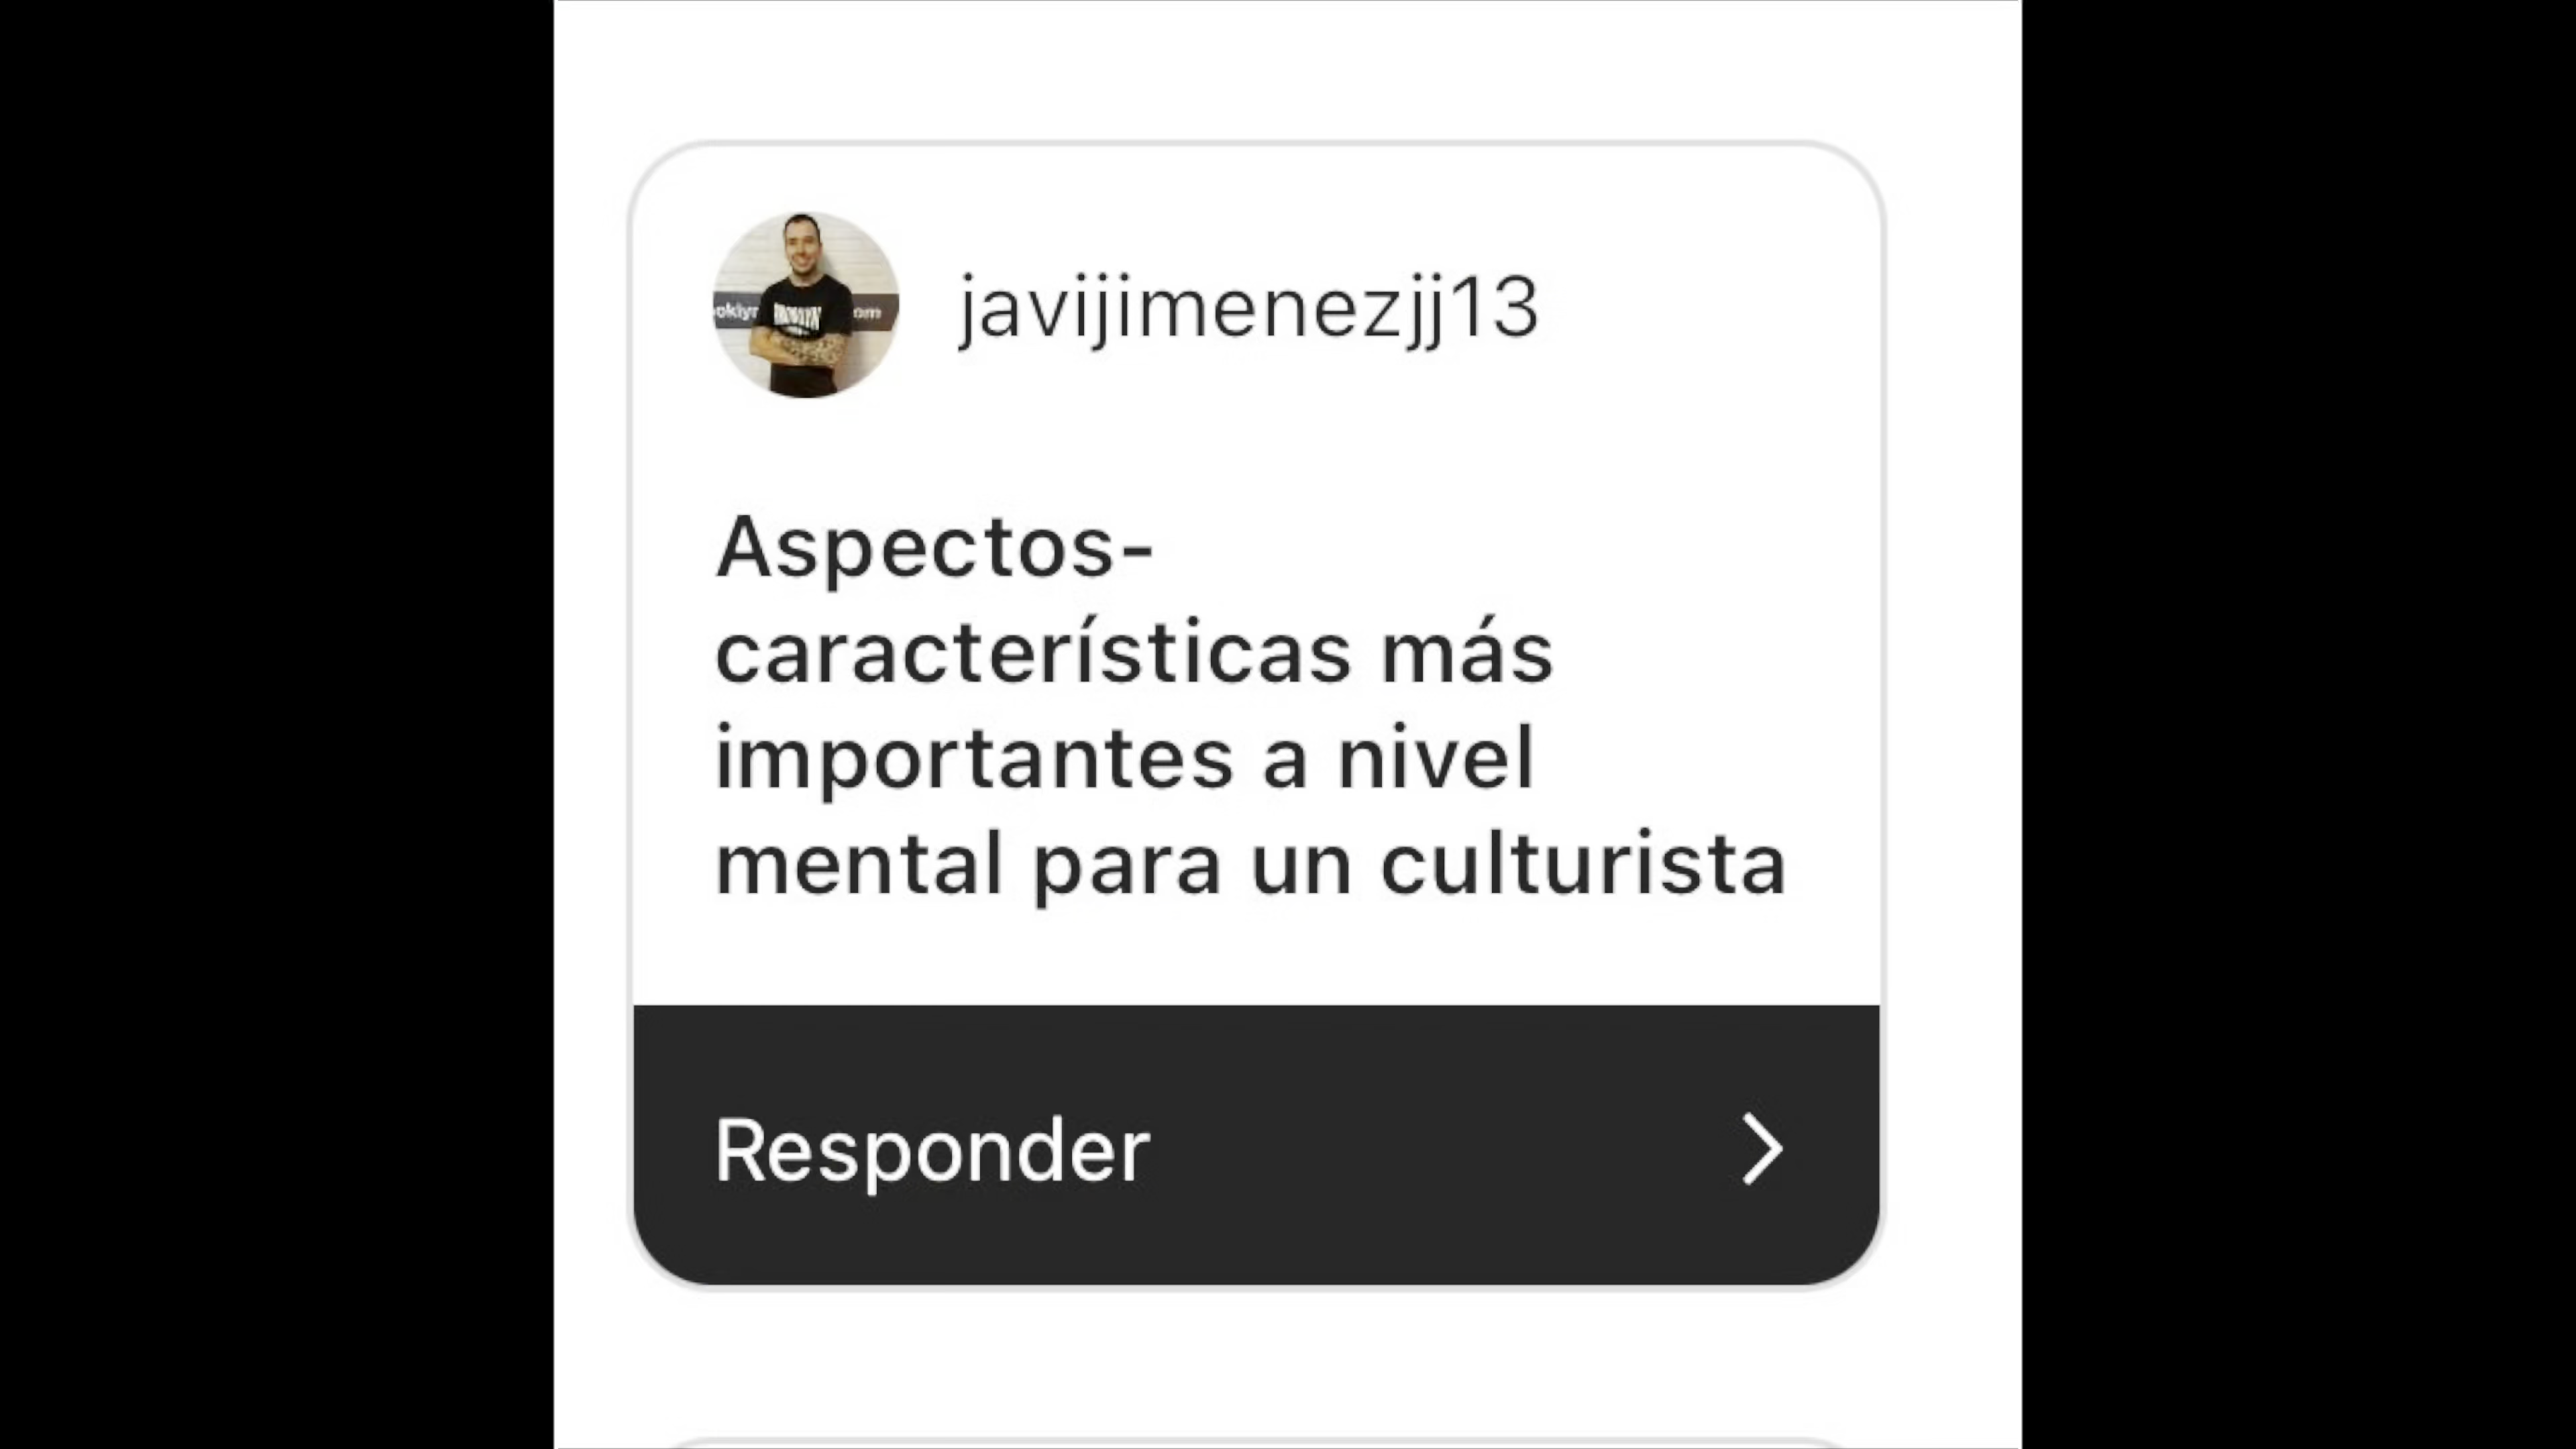 javijimenezjj13
Aspectos-
características más
importantes a nivel
mental para un culturista
Responder